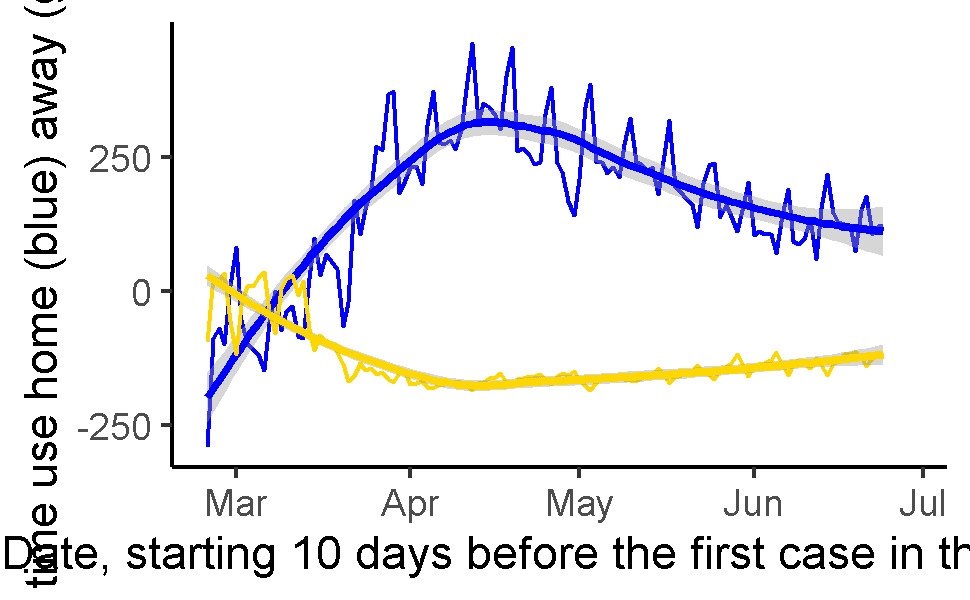 time use home (blue) away (
250
0
-250
Mar Apr May Jun Jul
Date, starting 10 days before the first case in th